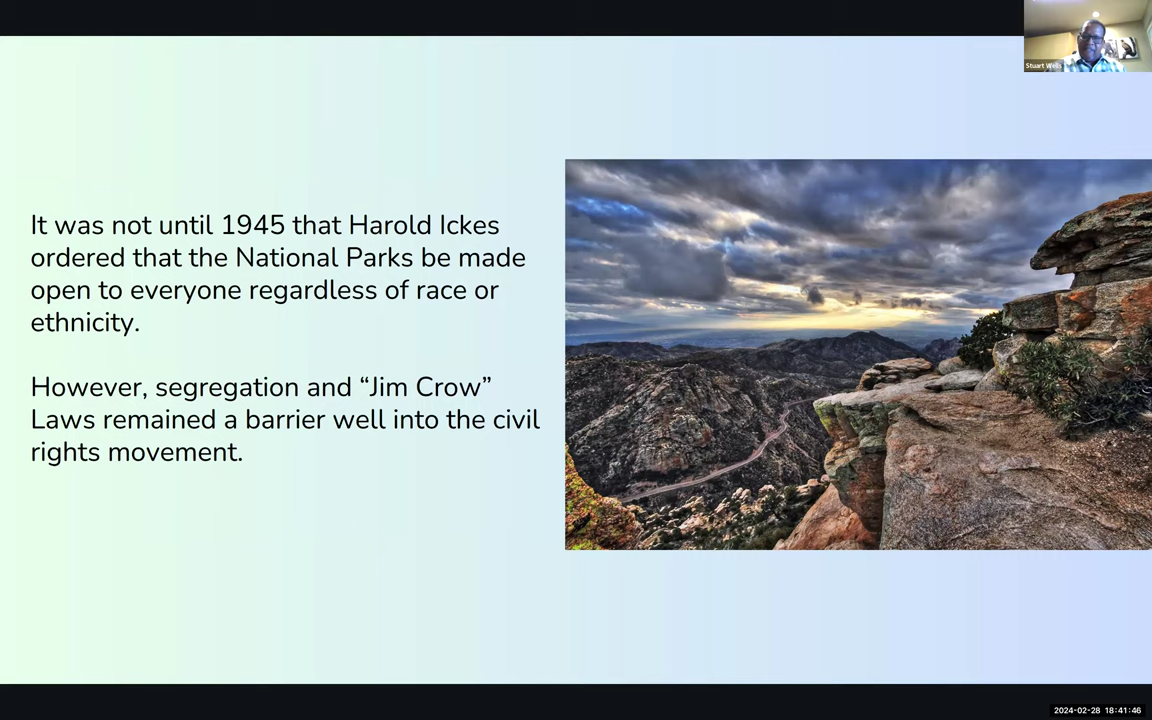 Stuart Wells
It was not until 1945 that Harold Ickes
ordered that the National Parks be made
open to everyone regardless of race or
ethnicity.
However, segregation and “Jim Crow”
Laws remained a barrier well into the civil
rights movement.
2024-02-28 18:41:46